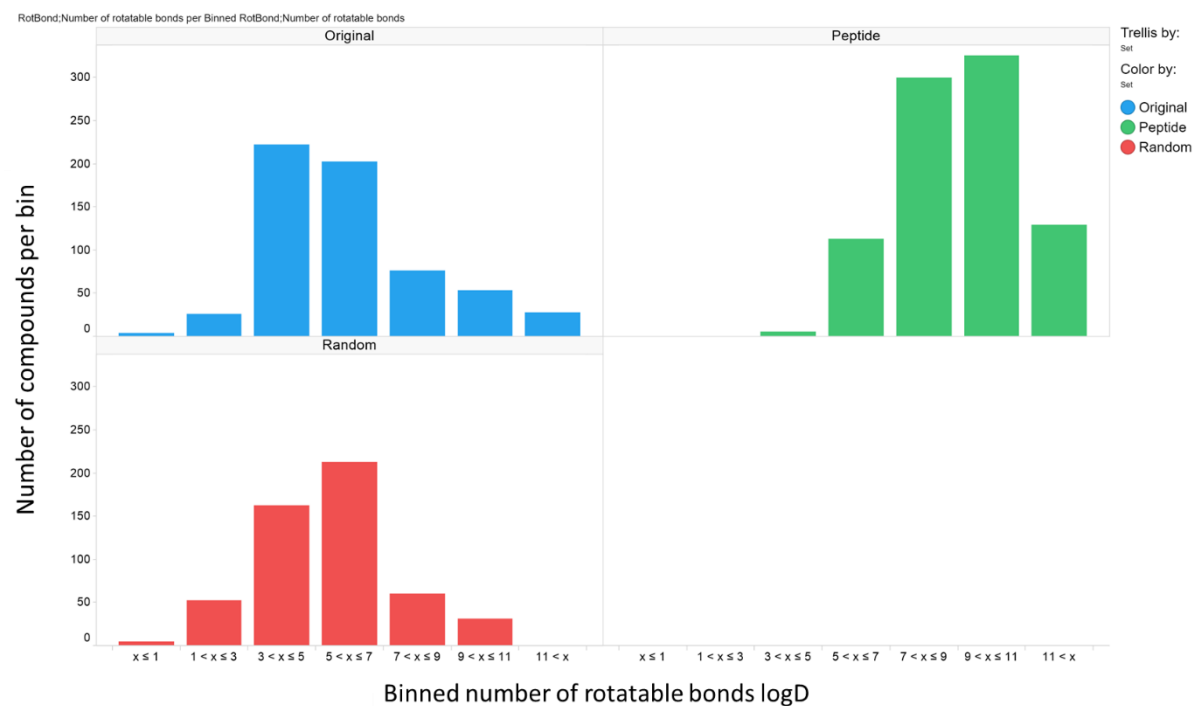 RotBond;Number of rotatable bonds per Binned RotBond;Number of rotatable bonds
Original
Peptide
Trellis by:
Set
Color by:
Set
Original
Peptide
Random
300
250
200
150
100
50
0
Random
300
250
200
150
100
50
0
Number of compounds per bin
x ≤ 1 1 < x ≤ 3 3 < x ≤ 5 5 < x ≤ 7 7 < x ≤ 9 9 < x ≤ 11 11 < x x ≤ 1 1 < x ≤ 3 3 < x ≤ 5 5 < x ≤ 7 7 < x ≤ 9 9 < x ≤ 11 11 < x
Binned number of rotatable bonds logD